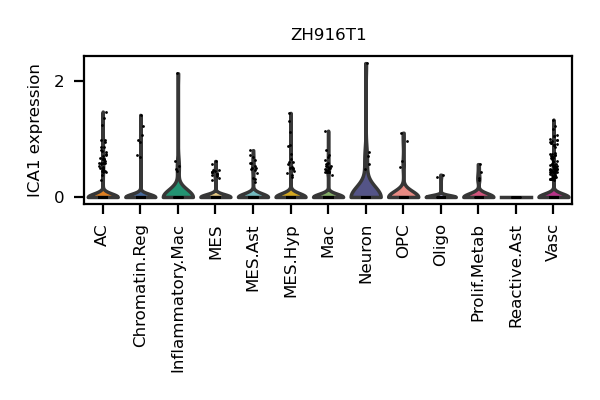 ZH916T1
ICA1 expression
2
0
AC
Chromatin.Reg
Inflammatory.Mac
MES
MES.Ast
MES.Hyp
Mac
Neuron
OPC
Oligo
Prolif.Metab
Reactive.Ast
Vasc